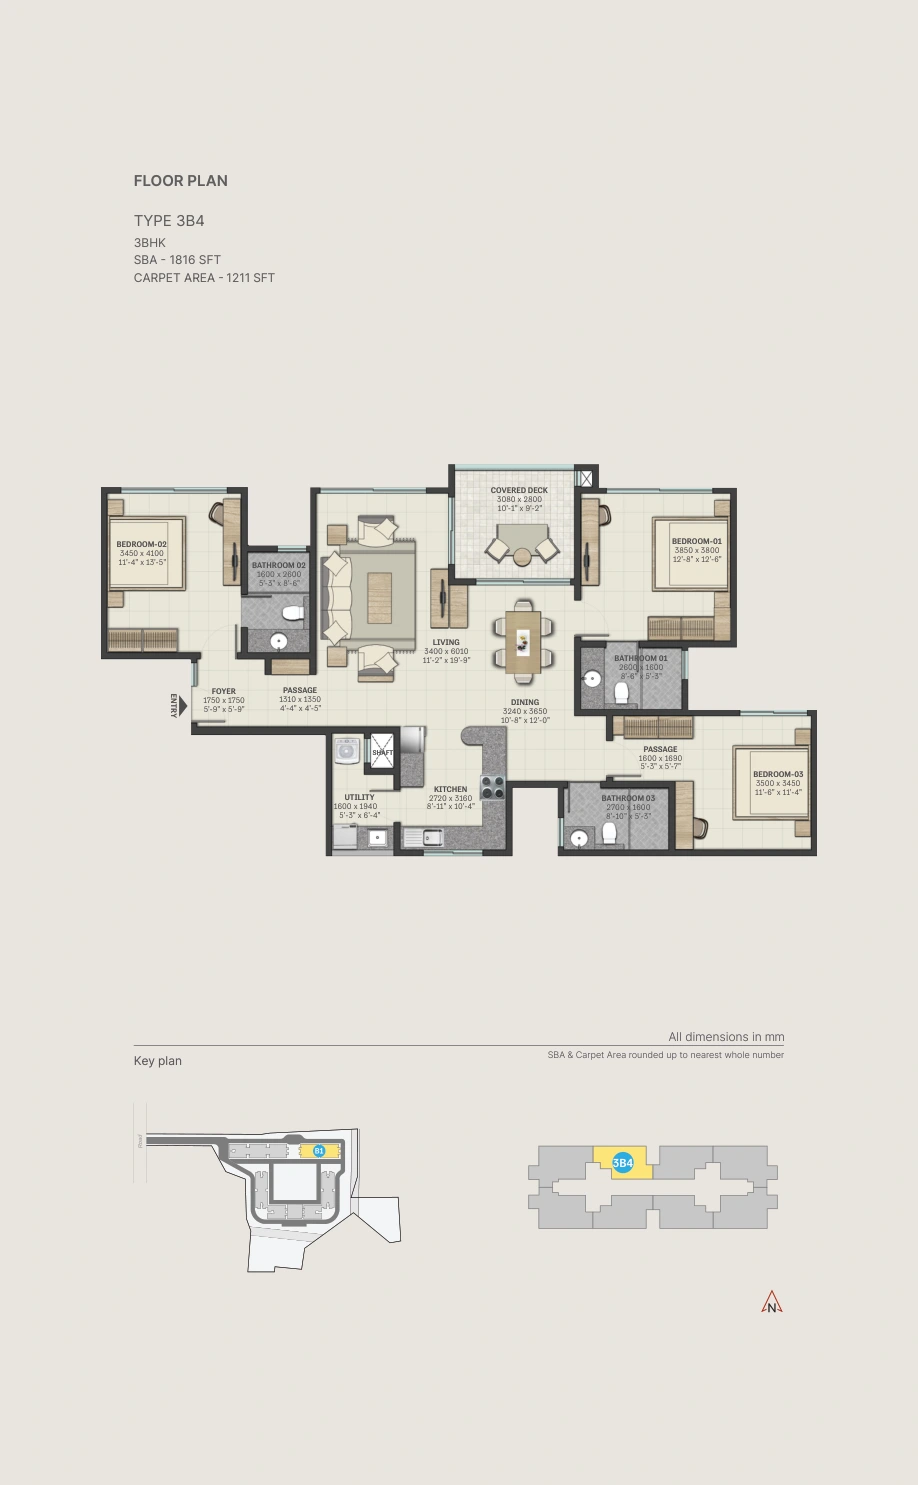 FLOOR PLAN
TYPE 3B4
3BHK
SBA - 1816 SFT
CARPET AREA - 1211 SFT
COVERED DECK
3080 x 2800
10'-1" x 9'-2"
BEDROOM-02
3450 x 4100
11'-4" x 13'-5"
BATHROOM 02
1600 x 2600
5'-3" x 8'-6"
BEDROOM-01
3850 x 3800
12'-8" x 12'-6"
LIVING
3400 x 6010
11'-2" x 19'-9"
BATHROOM 01
2600 x 1600
8'-6" x 5'-3"
ENTRY
FOYER
1750 x 1750
5'-9" x 5'-9"
PASSAGE
1310 x 1350
4'-4" x 4'-5"
DINING
3240 x 3650
10'-8" x 12'-0"
SHAFT
PASSAGE
1600 x 1690
5'-3" x 5'-7"
BEDROOM-03
3500 x 3450
11'-6" x 11'-4"
UTILITY
1600 x 1940
5'-3" x 6'-4"
KITCHEN
2720 x 3160
8'-11" x 10'-4"
BATHROOM 03
2700 x 1600
8'-10" x 5'-3"
All dimensions in mm
Key plan
SBA & Carpet Area rounded up to nearest whole number
Road
B1
3B4
N